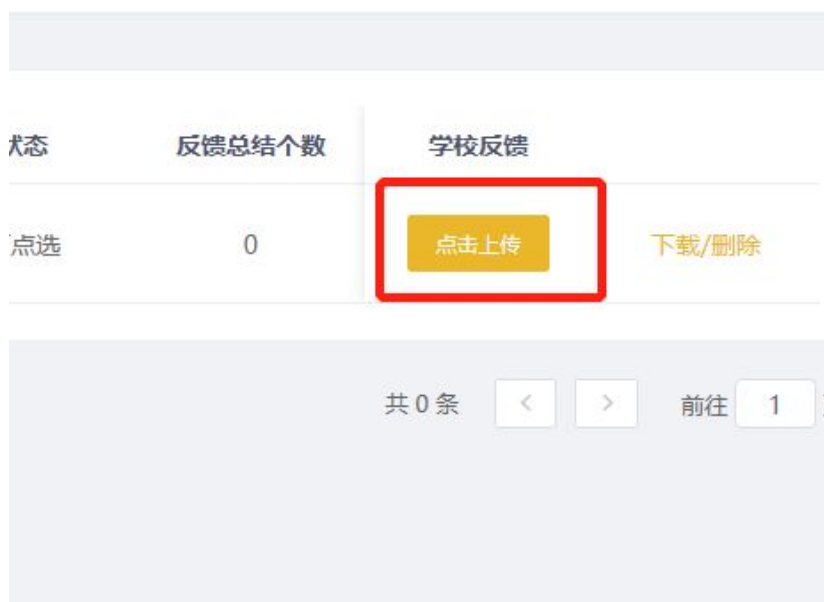 状态 反馈总结个数 学校反馈
点选 0 点击上传 下载/删除
共 0 条 < > 前往 1